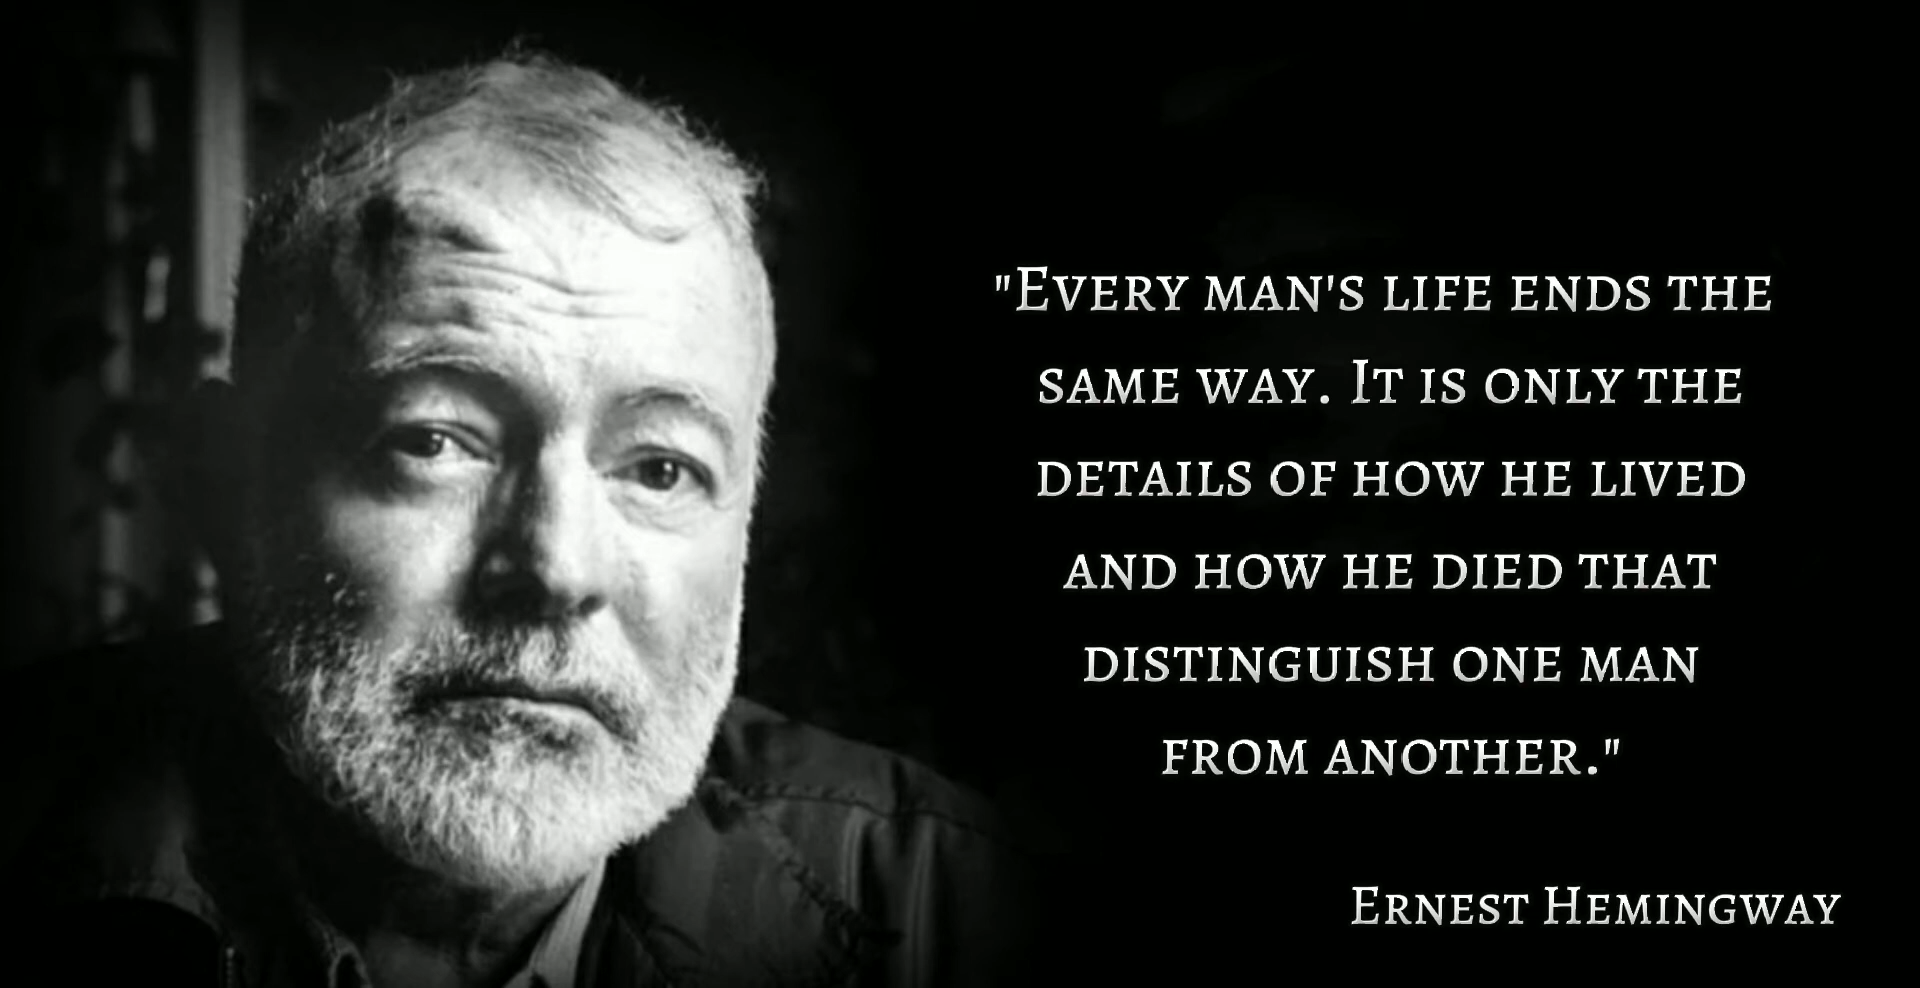 "Every man's life ends the
same way. It is only the
details of how he lived
and how he died that
distinguish one man
from another."
Ernest Hemingway